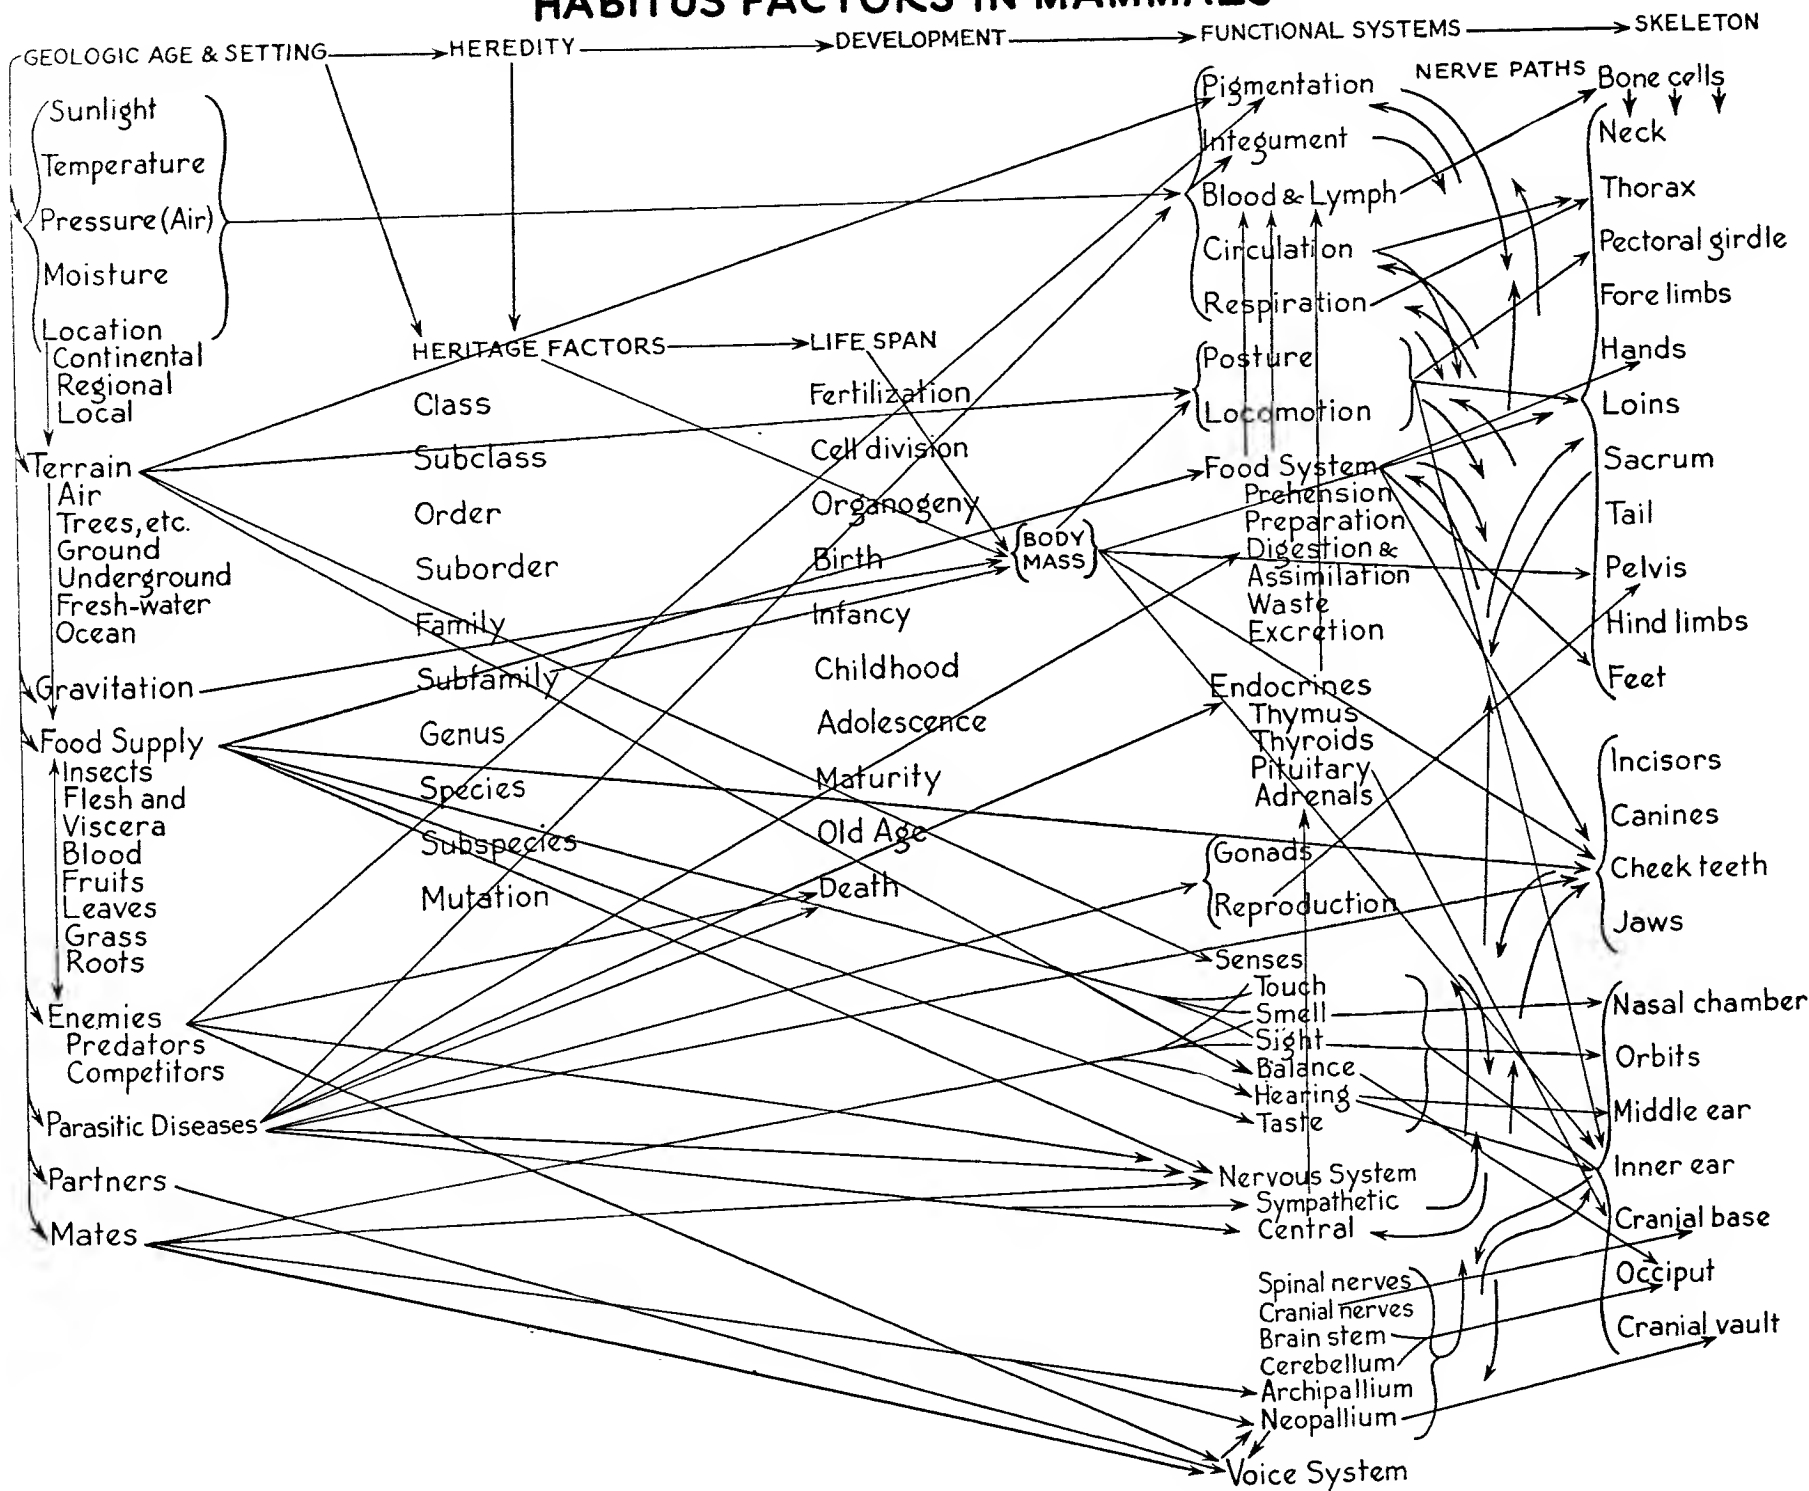 HABITUS FACTORS IN MAMMALS
GEOLOGIC AGE & SETTING
HEREDITY
DEVELOPMENT
FUNCTIONAL SYSTEMS
SKELETON
Sunlight
Temperature
Pressure (Air)
Moisture
Location
Continental
Regional
Local
Terrain
Air
Trees, etc.
Ground
Underground
Fresh-water
Ocean
Gravitation
Food Supply
Insects
Flesh and
Viscera
Blood
Fruits
Leaves
Grass
Roots
Enemies
Predators
Competitors
Parasitic Diseases
Partners
Mates
HERITAGE FACTORS
Class
Subclass
Order
Suborder
Family
Subfamily
Genus
Species
Subspecies
Mutation
LIFE SPAN
Fertilization
Cell division
Organogeny
Birth
Infancy
Childhood
Adolescence
Maturity
Old Age
Death
BODY
MASS
Pigmentation
Integument
Blood & Lymph
Circulation
Respiration
Posture
Locomotion
Food System
Prehension
Preparation
Digestion &
Assimilation
Waste
Excretion
Endocrines
Thymus
Thyroids
Pituitary
Adrenals
Gonads
Reproduction
Senses
Touch
Smell
Sight
Balance
Hearing
Taste
Nervous System
Sympathetic
Central
Spinal nerves
Cranial nerves
Brain stem
Cerebellum
Archipallium
Neopallium
Voice System
NERVE PATHS
Bone cells
Neck
Thorax
Pectoral girdle
Fore limbs
Hands
Loins
Sacrum
Tail
Pelvis
Hind limbs
Feet
Incisors
Canines
Cheek teeth
Jaws
Nasal chamber
Orbits
Middle ear
Inner ear
Cranial base
Occiput
Cranial vault